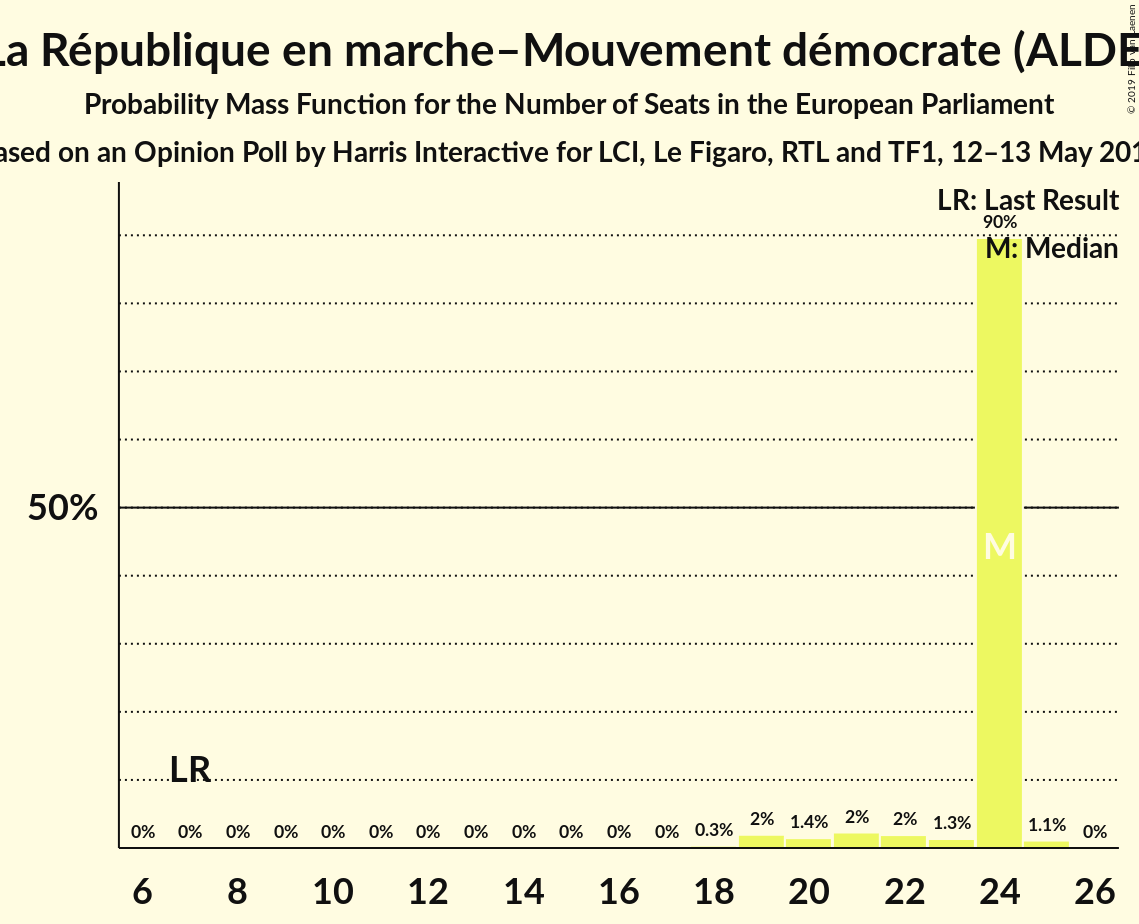 La République en marche–Mouvement démocrate (ALDE
Probability Mass Function for the Number of Seats in the European Parliament
ased on an Opinion Poll by Harris Interactive for LCI, Le Figaro, RTL and TF1, 12–13 May 201
© 2019
LR: Last Result
90%
M: Median
50%
M
LR
0% 0% 0% 0% 0% 0% 0% 0% 0% 0% 0% 0% 0.3% 2% 1.4% 2% 2% 1.3% 1.1% 0%
6 8 10 12 14 16 18 20 22 24 26